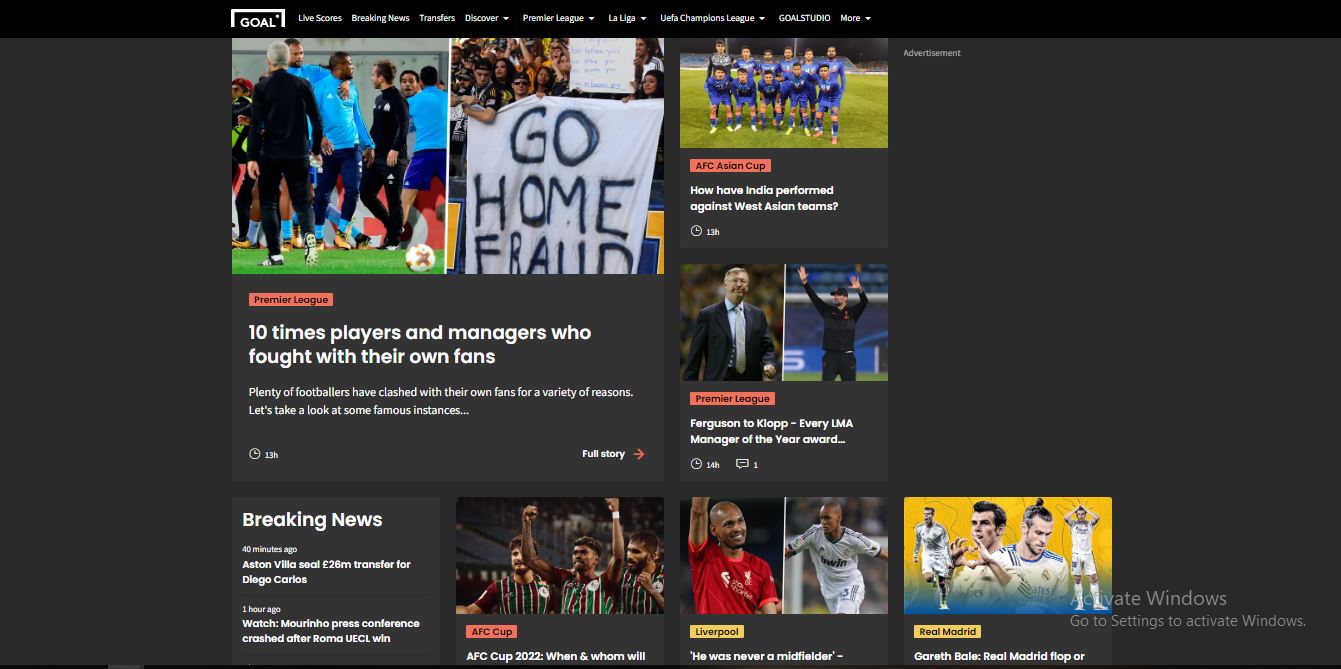 GOAL
Live Scores
Breaking News
Transfers
Discover
Premier League
La Liga
Uefa Champions League
GOALSTUDIO
More
GO
HOME
FRAUD
Premier League
10 times players and managers who
fought with their own fans
Plenty of footballers have clashed with their own fans for a variety of reasons.
Let's take a look at some famous instances...
13h
Full story
AFC Asian Cup
How have India performed
against West Asian teams?
13h
Premier League
Ferguson to Klopp - Every LMA
Manager of the Year award...
14h
1
Advertisement
Breaking News
40 minutes ago
Aston Villa seal £26m transfer for
Diego Carlos
1 hour ago
Watch: Mourinho press conference
crashed after Roma UECL win
AFC Cup
AFC Cup 2022: When & whom will
Liverpool
'He was never a midfielder' -
Real Madrid
Gareth Bale: Real Madrid flop or
Activate Windows
Go to Settings to activate Windows.